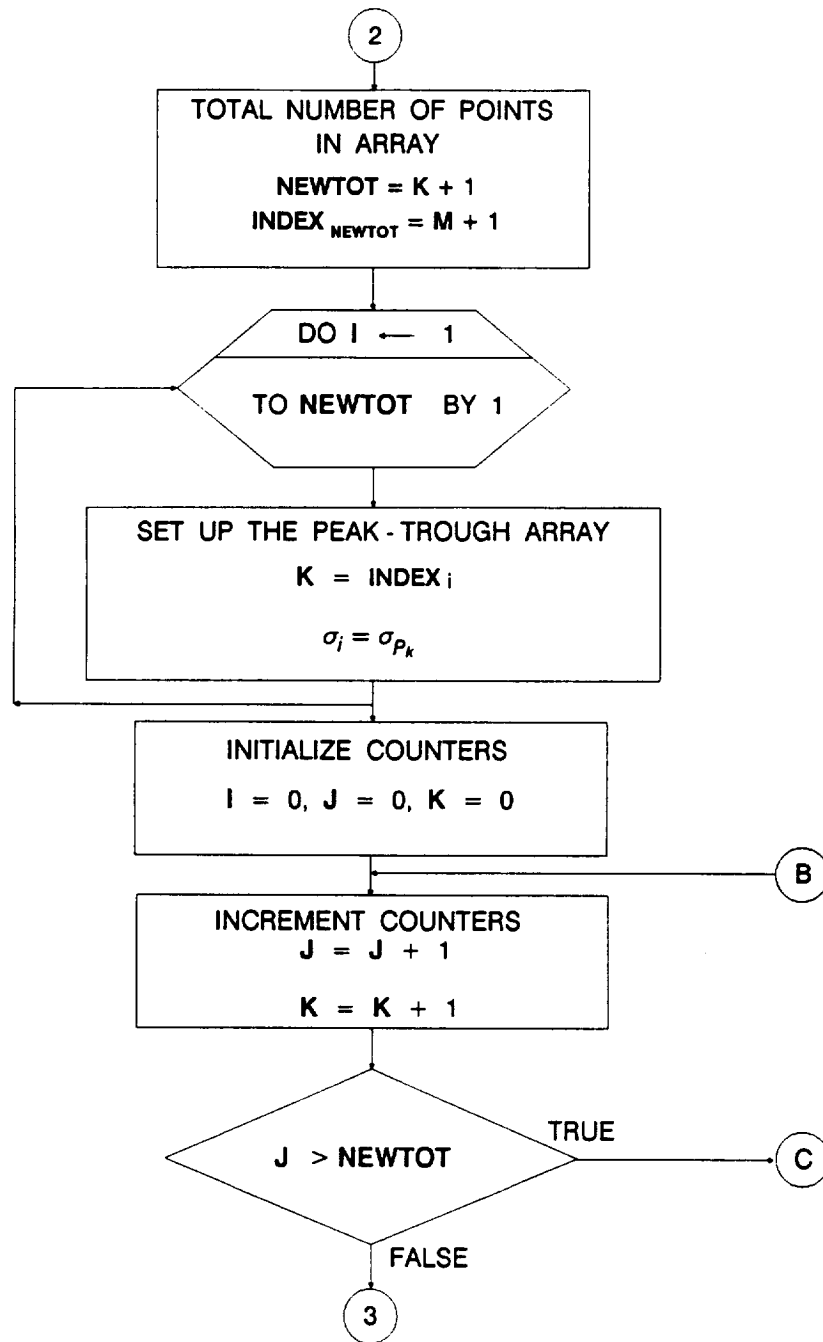 2
TOTAL NUMBER OF POINTS
IN ARRAY
NEWTOT = K + 1
INDEX NEWTOT = M + 1
DO I ← 1
TO NEWTOT BY 1
SET UP THE PEAK - TROUGH ARRAY
K = INDEX i
σi = σPk
INITIALIZE COUNTERS
I = 0, J = 0, K = 0
B
INCREMENT COUNTERS
J = J + 1
K = K + 1
TRUE
J > NEWTOT
C
FALSE
3